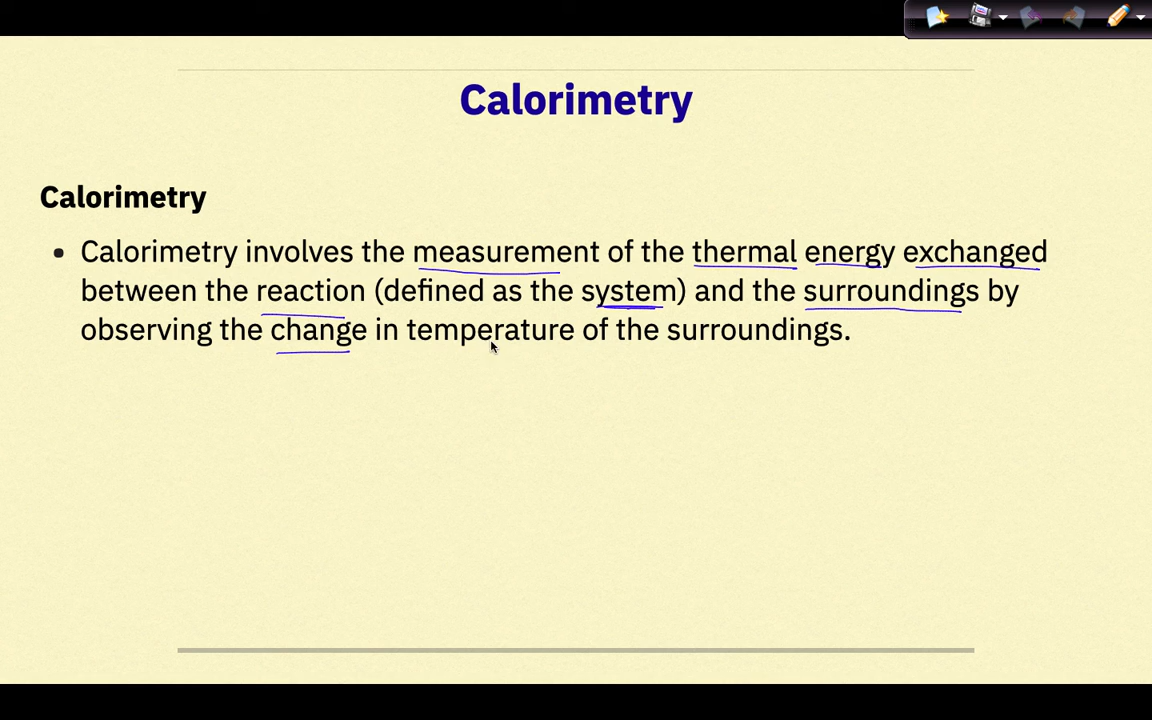 Calorimetry
Calorimetry
• Calorimetry involves the measurement of the thermal energy exchanged
between the reaction (defined as the system) and the surroundings by
observing the change in temperature of the surroundings.